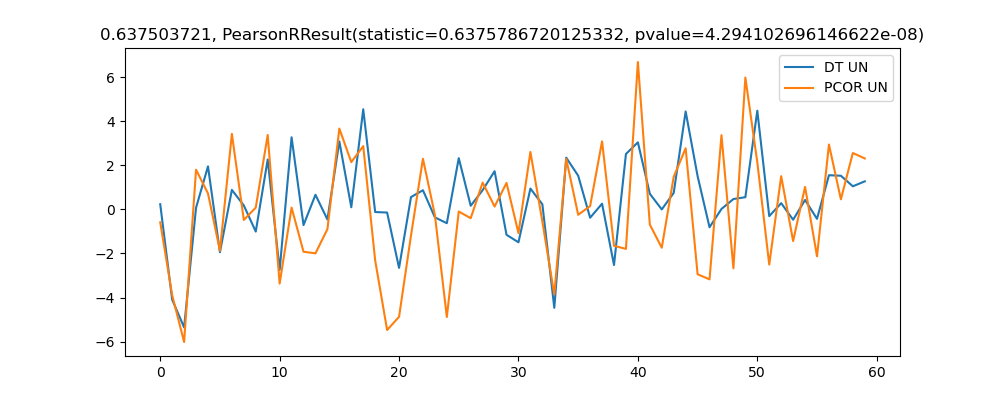 0.637503721, PearsonRResult(statistic=0.6375786720125332, pvalue=4.294102696146622e-08)
DT UN
PCOR UN
6
4
2
0
−2
−4
−6
0 10 20 30 40 50 60